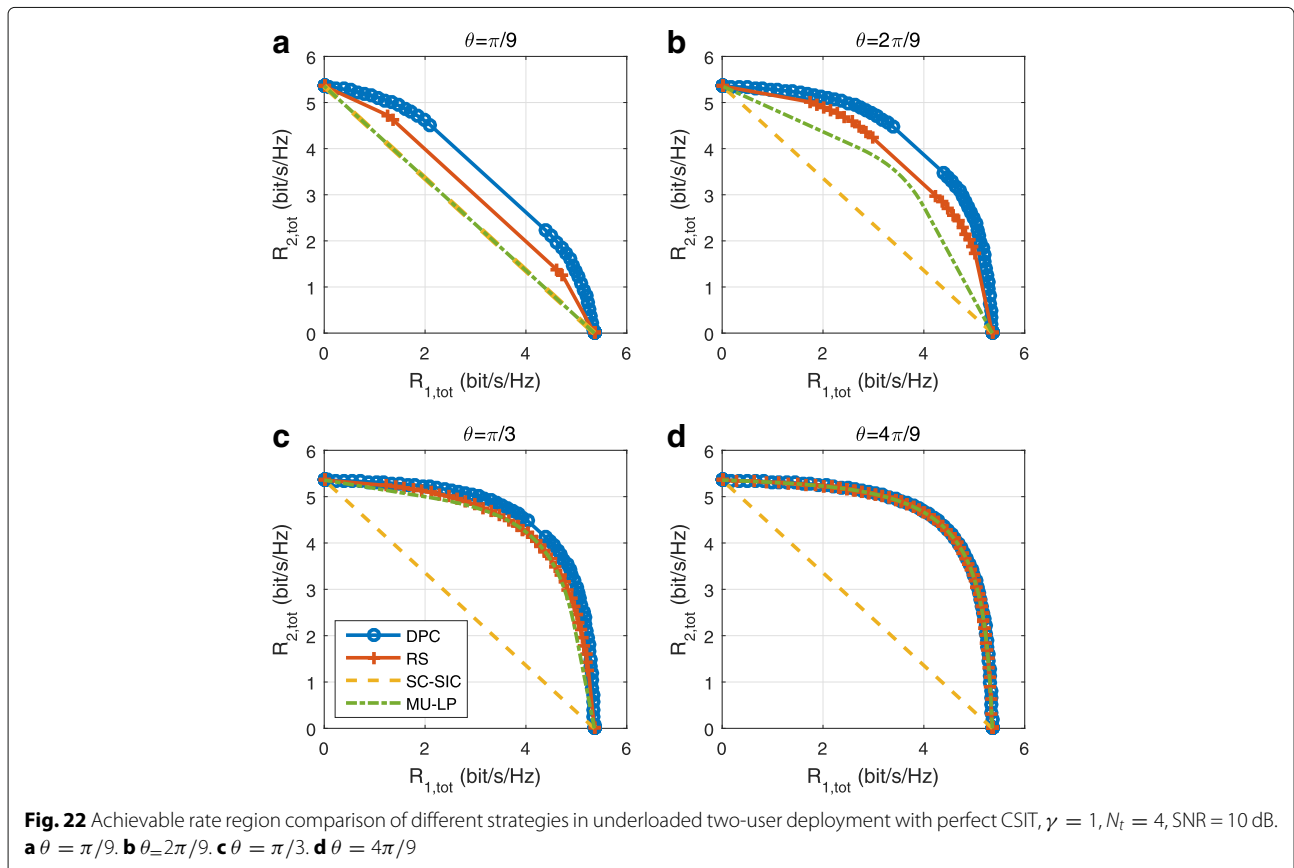 a
θ=π/9
6
5
4
3
2
1
0
0 2 4 6
R2,tot (bit/s/Hz)
R1,tot (bit/s/Hz)
b
θ=2π/9
6
5
4
3
2
1
0
0 2 4 6
R2,tot (bit/s/Hz)
R1,tot (bit/s/Hz)
c
θ=π/3
6
5
4
3
2
1
0
0 2 4 6
R2,tot (bit/s/Hz)
R1,tot (bit/s/Hz)
DPC
RS
SC-SIC
MU-LP
d
θ=4π/9
6
5
4
3
2
1
0
0 2 4 6
R2,tot (bit/s/Hz)
R1,tot (bit/s/Hz)
Fig. 22 Achievable rate region comparison of different strategies in underloaded two-user deployment with perfect CSIT, γ = 1, Nt = 4, SNR = 10 dB.
a θ = π/9. b θ=2π/9. c θ = π/3. d θ = 4π/9